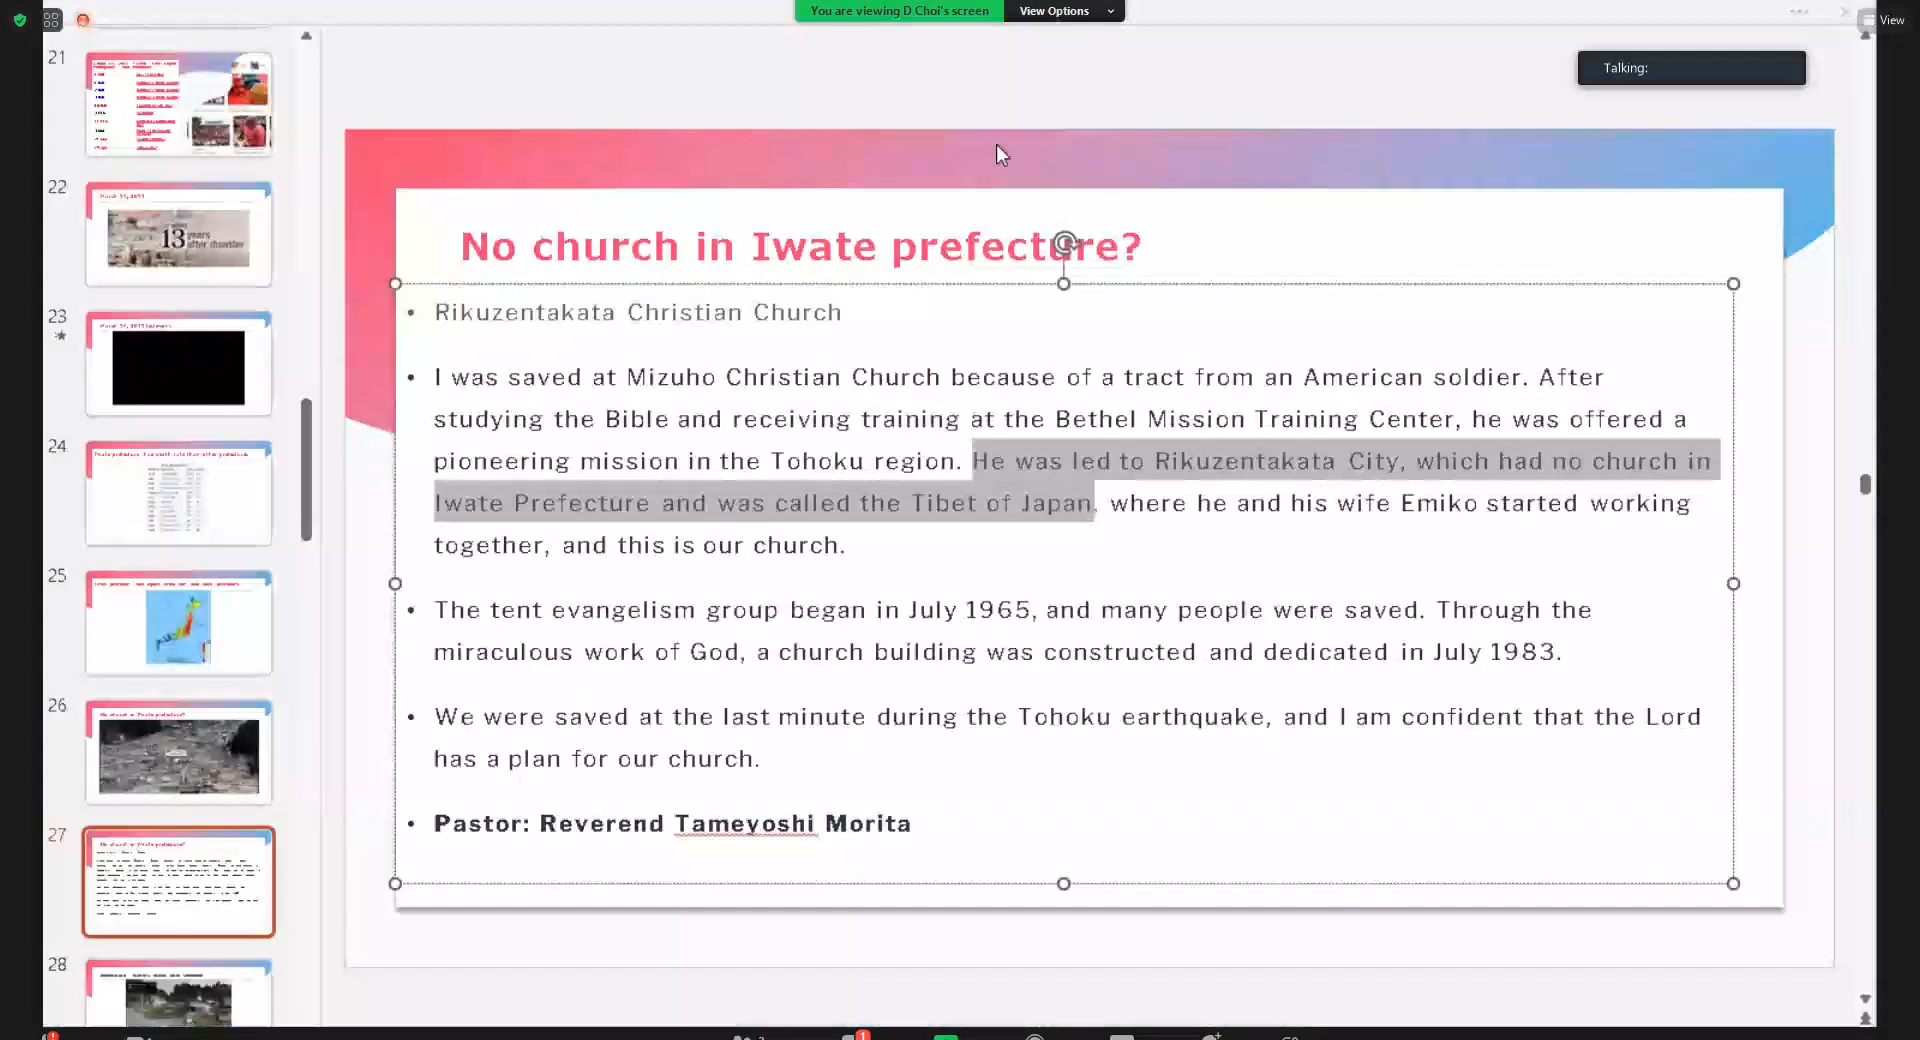 You are viewing D Choi's screen
View Options
View
Talking:
21
22
13 years
after disaster
23
24
25
26
27
28
No church in Iwate prefecture?
• Rikuzentakata Christian Church
• I was saved at Mizuho Christian Church because of a tract from an American soldier. After
studying the Bible and receiving training at the Bethel Mission Training Center, he was offered a
pioneering mission in the Tohoku region. He was led to Rikuzentakata City, which had no church in
Iwate Prefecture and was called the Tibet of Japan, where he and his wife Emiko started working
together, and this is our church.
• The tent evangelism group began in July 1965, and many people were saved. Through the
miraculous work of God, a church building was constructed and dedicated in July 1983.
• We were saved at the last minute during the Tohoku earthquake, and I am confident that the Lord
has a plan for our church.
• Pastor: Reverend Tameyoshi Morita
1